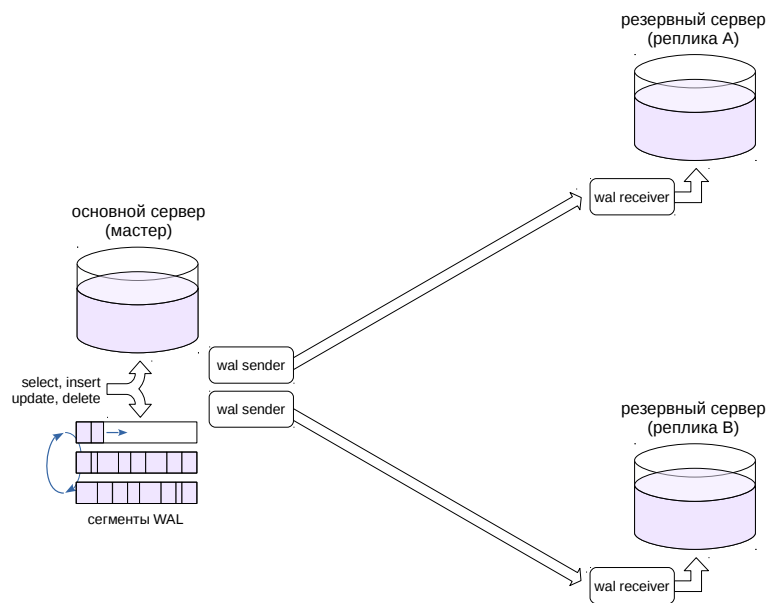 резервный сервер
(реплика A)
wal receiver
основной сервер
(мастер)
wal sender
select, insert
update, delete
wal sender
резервный сервер
(реплика B)
сегменты WAL
wal receiver